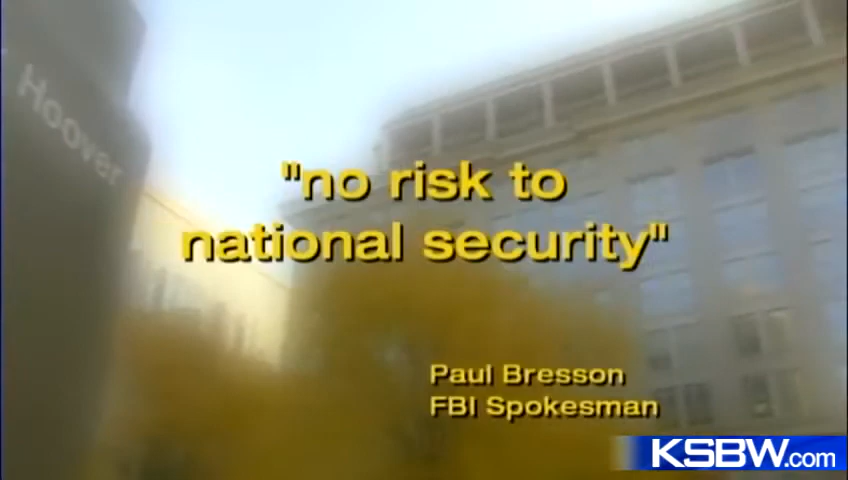 Hoover
"no risk to
national security"
Paul Bresson
FBI Spokesman
KSBW.com